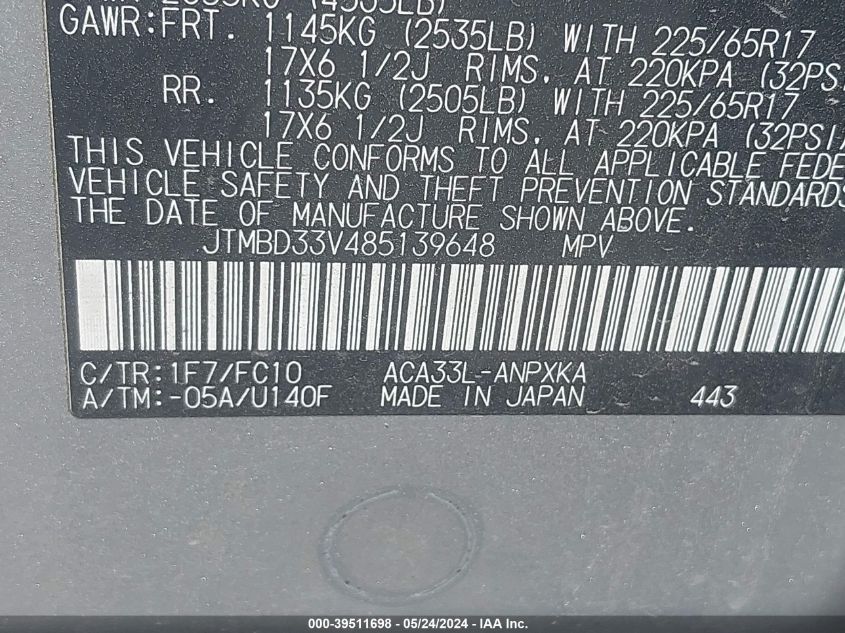 (4535LB)
GAWR:FRT. 1145KG (2535LB) WITH 225/65R17
17X6 1/2J RIMS, AT 220KPA (32PSI
RR. 1135KG (2505LB) WITH 225/65R17
17X6 1/2J RIMS, AT 220KPA (32PSI/
THIS VEHICLE CONFORMS TO ALL APPLICABLE FEDE
VEHICLE SAFETY AND THEFT PREVENTION STANDARDS
THE DATE OF MANUFACTURE SHOWN ABOVE.
JTMBD33V485139648 MPV
C/TR:1F7/FC10 ACA33L-ANPXKA
A/TM:-05A/U140F MADE IN JAPAN 443
000-39511698 - 05/24/2024 - IAA Inc.